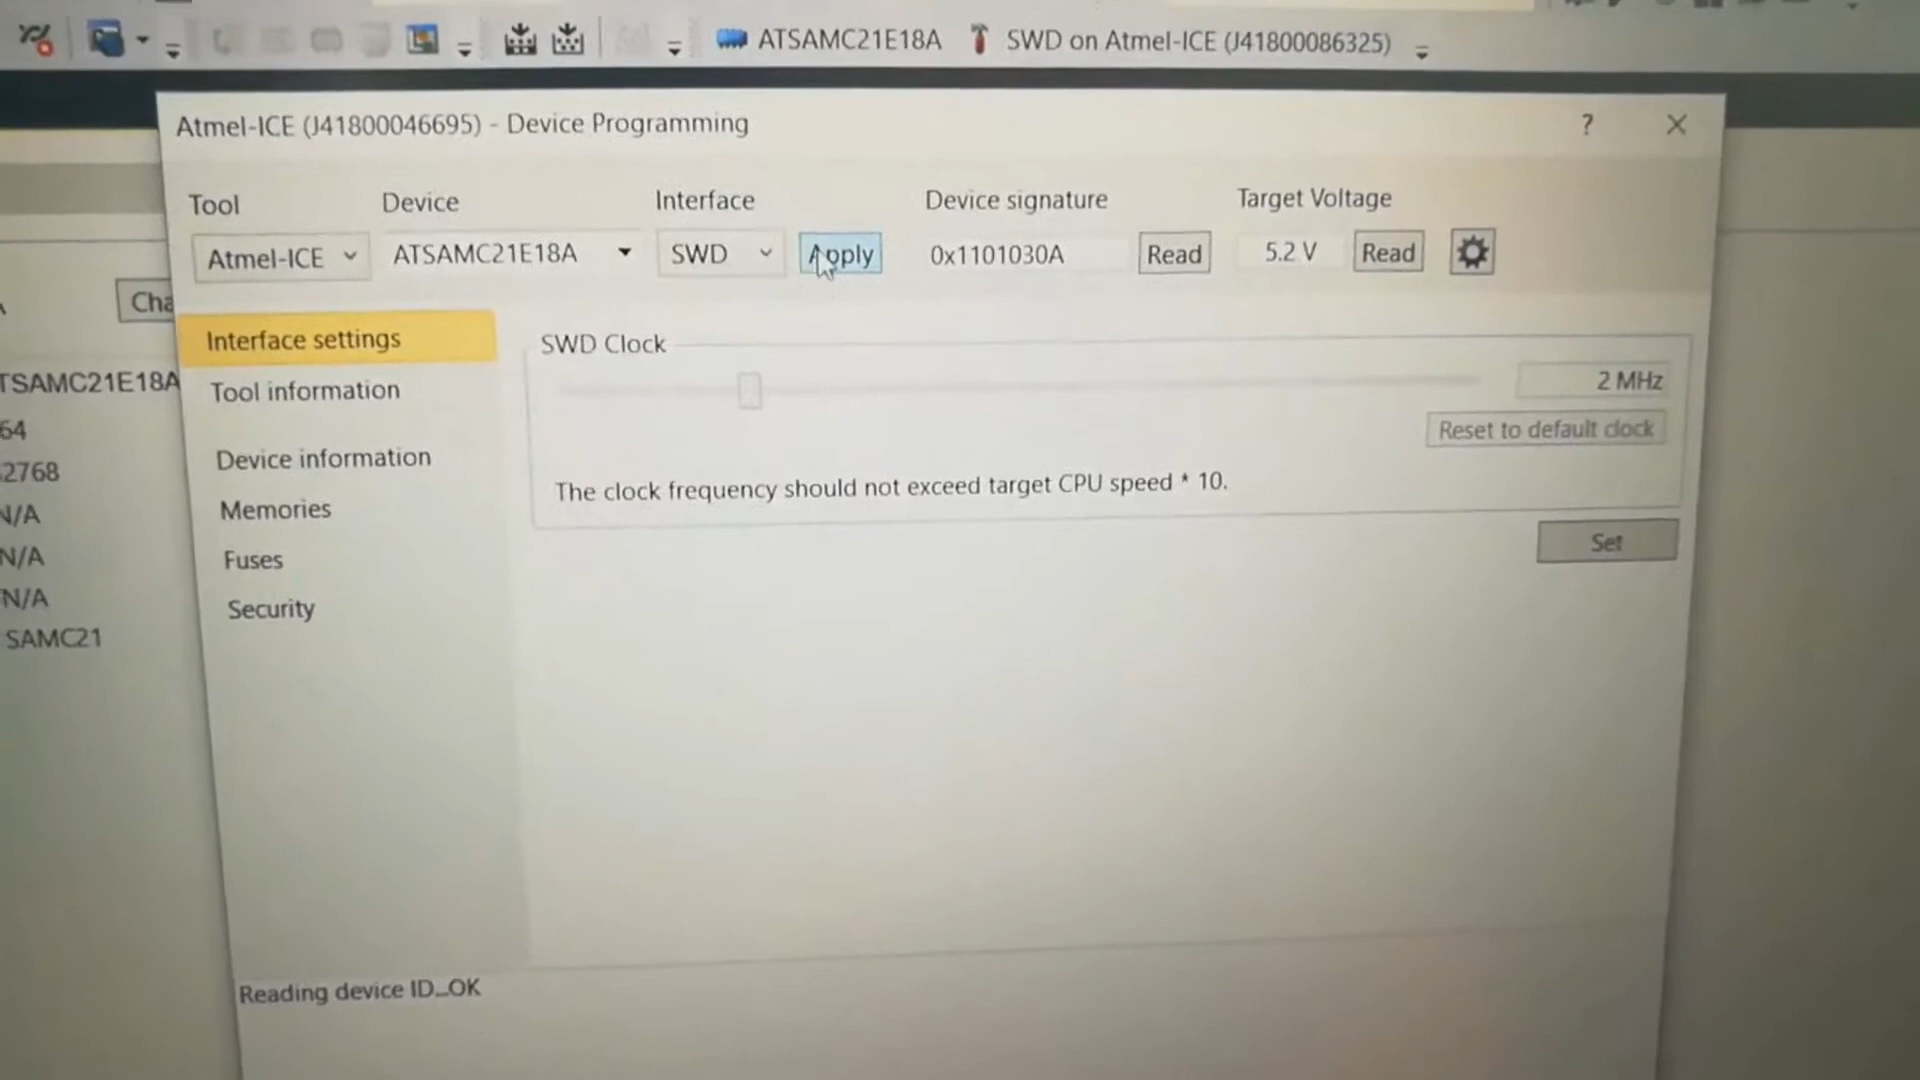 ATSAMC21E18A SWD on Atmel-ICE (J41800086325)
Atmel-ICE (J41800046695) - Device Programming ?
Tool Device Interface Device signature Target Voltage
Atmel-ICE ATSAMC21E18A SWD Apply 0x1101030A Read 5.2 V Read
Cha
Interface settings
Tool information
Device information
Memories
Fuses
Security
SWD Clock
2 MHz
Reset to default clock
The clock frequency should not exceed target CPU speed * 10.
Set
TSAMC21E18A
64
2768
N/A
N/A
N/A
SAMC21
Reading device ID...OK